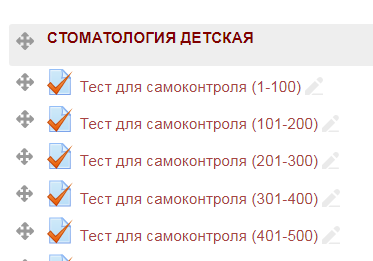 СТОМАТОЛОГИЯ ДЕТСКАЯ
Тест для самоконтроля (1-100)
Тест для самоконтроля (101-200)
Тест для самоконтроля (201-300)
Тест для самоконтроля (301-400)
Тест для самоконтроля (401-500)